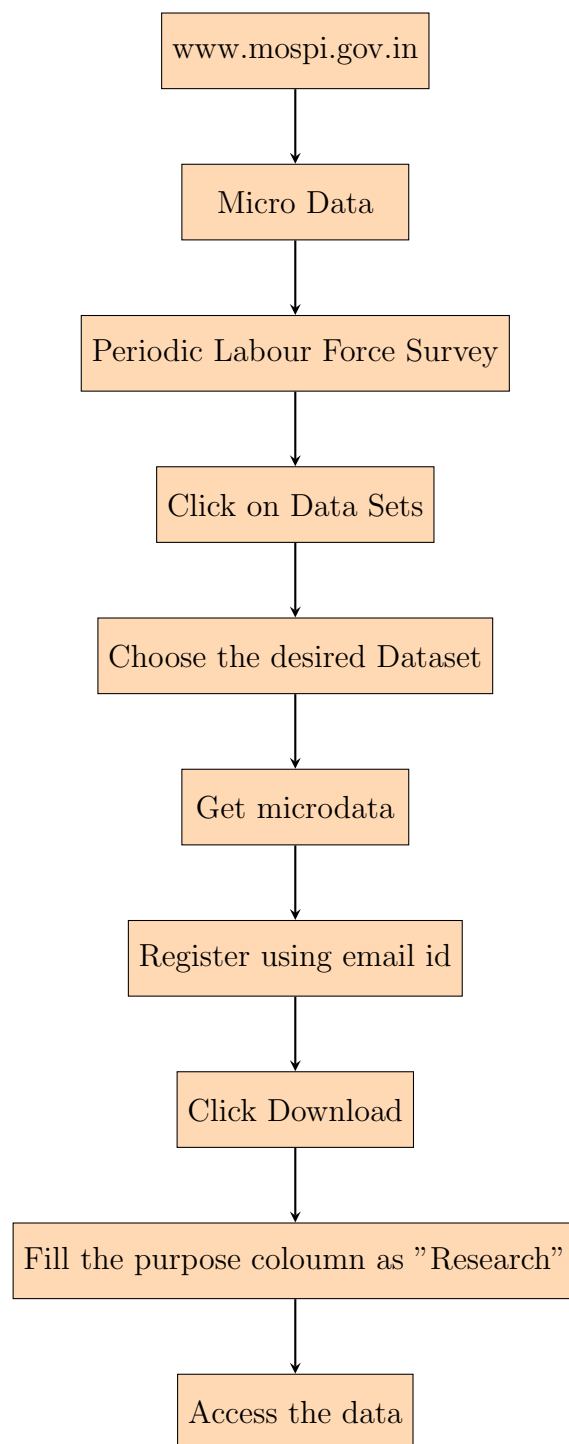 www.mospi.gov.in
Micro Data
Periodic Labour Force Survey
Click on Data Sets
Choose the desired Dataset
Get microdata
Register using email id
Click Download
Fill the purpose coloumn as ”Research”
Access the data